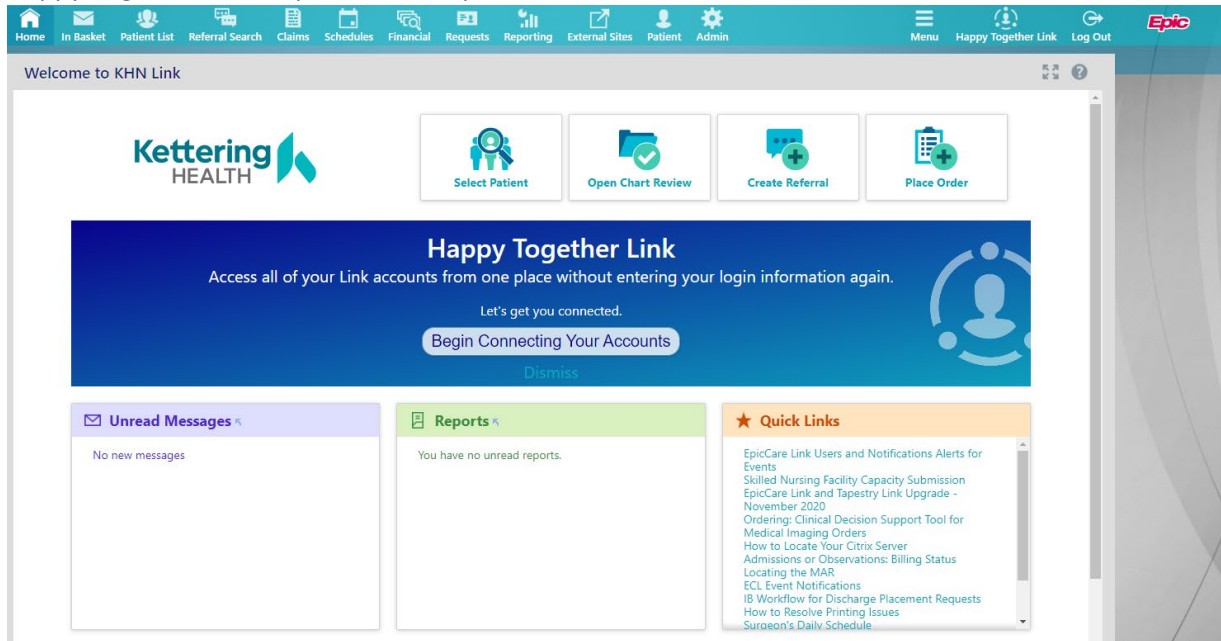 Home In Basket Patient List Referral Search Claims Schedules Financial Requests Reporting External Sites Patient Admin Menu Happy Together Link Log Out Epic
Welcome to KHN Link
Kettering
HEALTH
Select Patient Open Chart Review Create Referral Place Order
Happy Together Link
Access all of your Link accounts from one place without entering your login information again.
Let's get you connected.
Begin Connecting Your Accounts
Dismiss
Unread Messages
No new messages
Reports
You have no unread reports.
Quick Links
EpicCare Link Users and Notifications Alerts for
Events
Skilled Nursing Facility Capacity Submission
EpicCare Link and Tapestry Link Upgrade -
November 2020
Ordering: Clinical Decision Support Tool for
Medical Imaging Orders
How to Locate Your Citrix Server
Admissions or Observations: Billing Status
Locating the MAR
ECL Event Notifications
IB Workflow for Discharge Placement Requests
How to Resolve Printing Issues
Surgeon's Daily Schedule